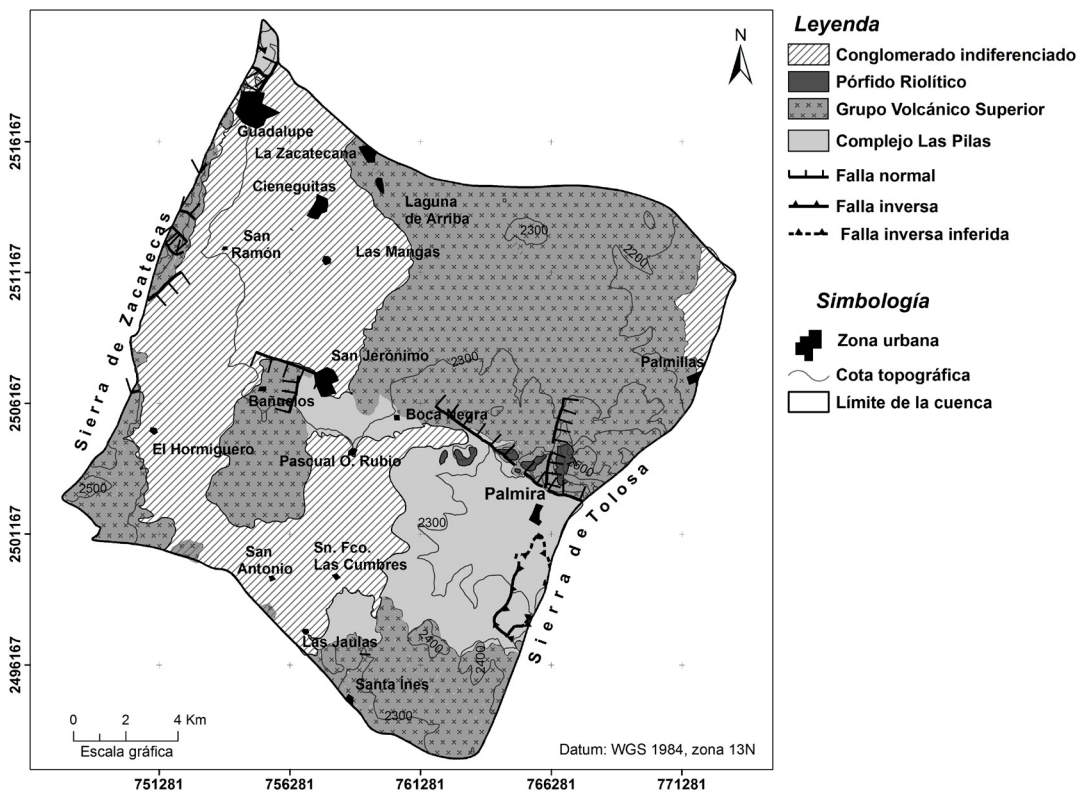 N
Guadalupe
La Zacatecana
Cieneguitas
Laguna
de Arriba
2300
San
Ramón
Las Mangas
2200
Sierra de Zacatecas
San Jerónimo
2300
Palmillas
Bañuelos
Boca Negra
El Hormiguero
Pascual O. Rubio
2500
2600
Palmira
2300
San
Antonio
Sn. Fco.
Las Cumbres
Sierra de Tolosa
Las Jaulas
2400
2400
Santa Ines
2300
0 2 4 Km
Escala gráfica
Datum: WGS 1984, zona 13N
2516167
2511167
2506167
2501167
2496167
751281 756281 761281 766281 771281
Leyenda
Conglomerado indiferenciado
Pórfido Riolítico
Grupo Volcánico Superior
Complejo Las Pilas
Falla normal
Falla inversa
Falla inversa inferida
Simbología
Zona urbana
Cota topográfica
Límite de la cuenca